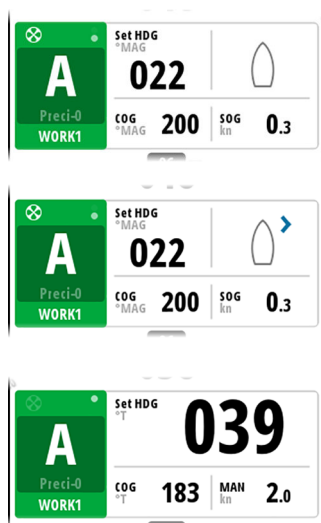 Set HDG
°MAG
A
022
Preci-0
WORK1
COG
°MAG
200
SOG
kn
0.3
Set HDG
°MAG
A
022
Preci-0
WORK1
COG
°MAG
200
SOG
kn
0.3
Set HDG
°T
A
039
Preci-0
WORK1
COG
°T
183
MAN
kn
2.0